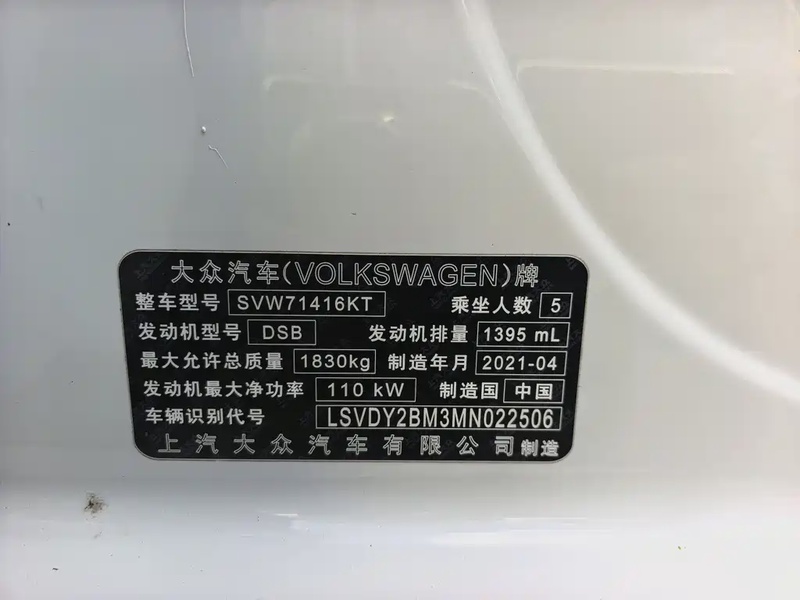 大众汽车(VOLKSWAGEN)牌
整车型号 SVW71416KT 乘坐人数 5
发动机型号 DSB 发动机排量 1395 mL
最大允许总质量 1830kg 制造年月 2021-04
发动机最大净功率 110 kW 制造国 中国
车辆识别代号 LSVDY2BM3MN022506
上汽大众汽车有限公司制造